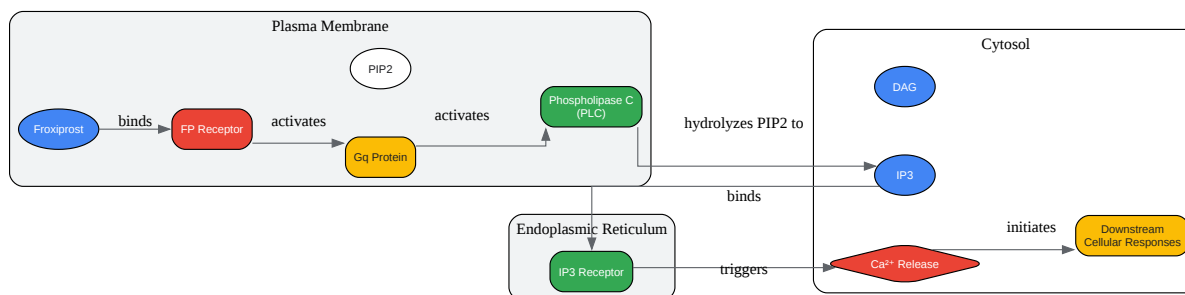 Plasma Membrane
Cytosol
PIP2
DAG
Phospholipase C
(PLC)
Froxiprost
binds
FP Receptor
activates
activates
hydrolyzes PIP2 to
Gq Protein
IP3
binds
Endoplasmic Reticulum
initiates
Downstream
Cellular Responses
IP3 Receptor
triggers
Ca²⁺ Release